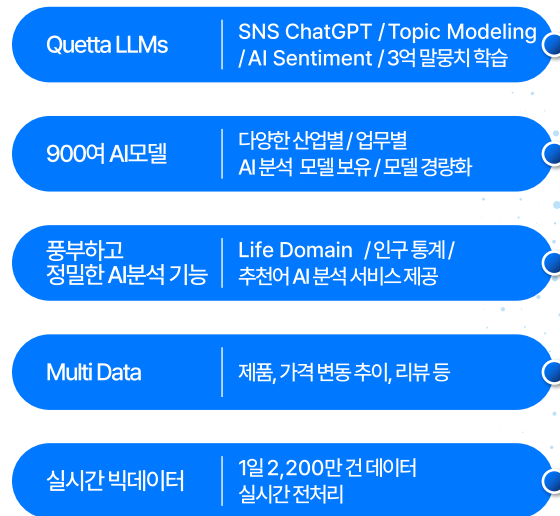 Quetta LLMs
SNS ChatGPT / Topic Modeling
/ AI Sentiment / 3억 말뭉치 학습
900여 AI모델
다양한 산업별 / 업무별
AI 분석 모델 보유 / 모델 경량화
풍부하고
정밀한 AI분석 기능
Life Domain / 인구 통계 /
추천어 AI 분석 서비스 제공
Multi Data
제품, 가격 변동 추이, 리뷰 등
실시간 빅데이터
1일 2,200만 건 데이터
실시간 전처리